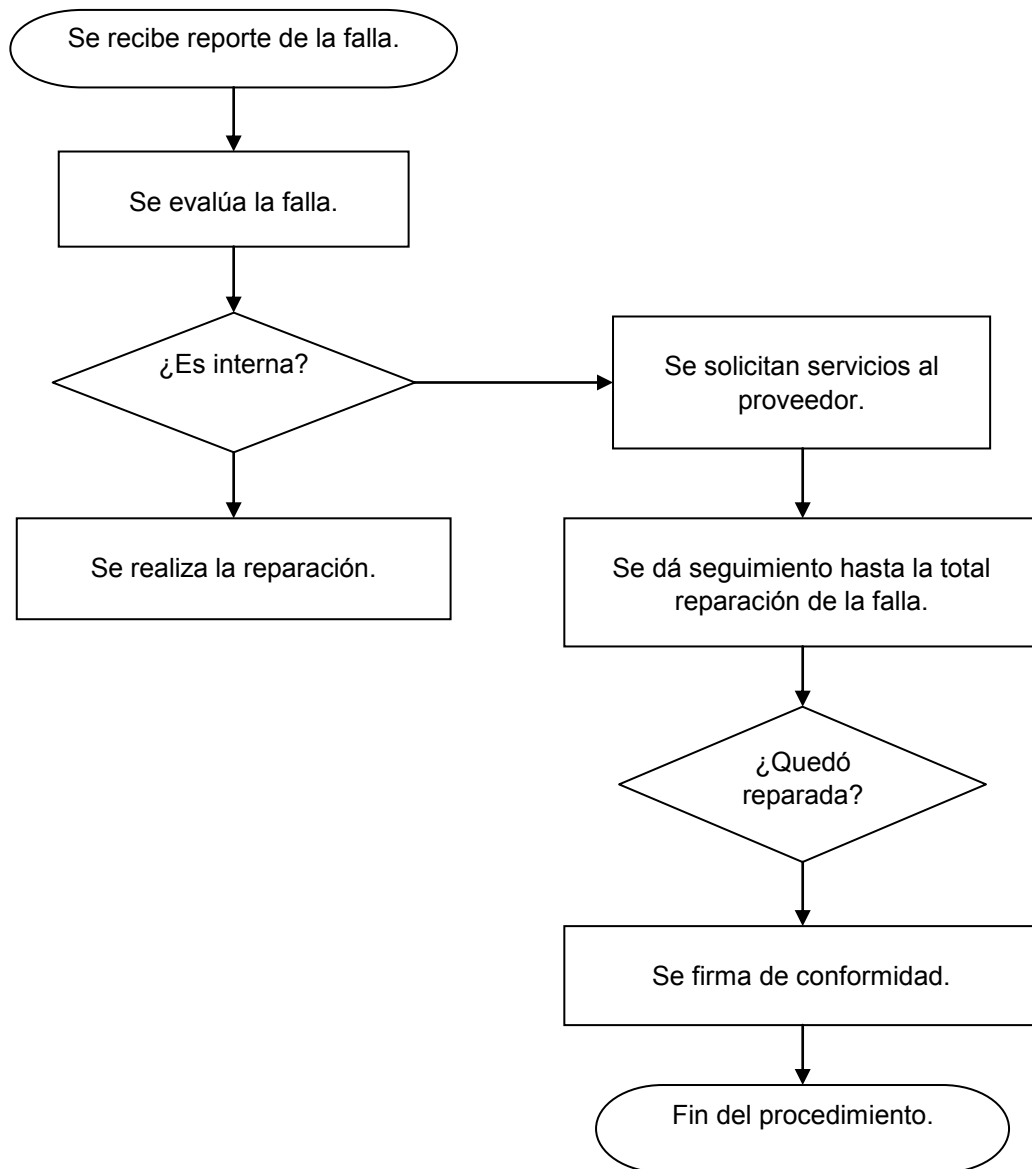 Se recibe reporte de la falla.
Se evalúa la falla.
¿Es interna?
Se solicitan servicios al
proveedor.
Se realiza la reparación.
Se dá seguimiento hasta la total
reparación de la falla.
¿Quedó
reparada?
Se firma de conformidad.
Fin del procedimiento.